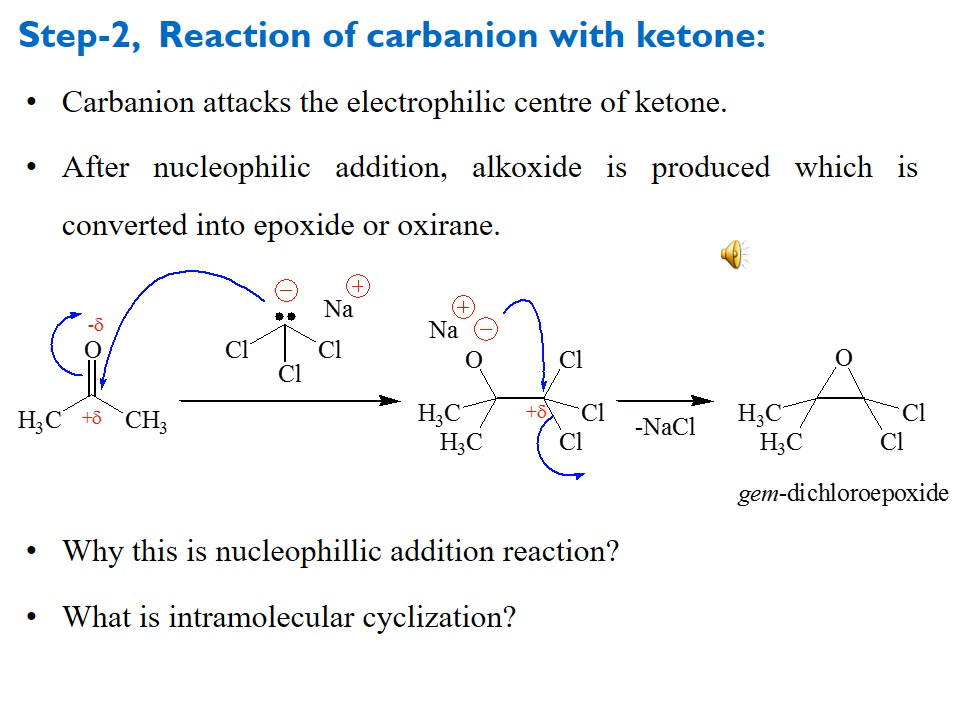 Step-2, Reaction of carbanion with ketone:
• Carbanion attacks the electrophilic centre of ketone.
• After nucleophilic addition, alkoxide is produced which is
converted into epoxide or oxirane.
-δ
O
H₃C
+δ
CH₃
−
Na
+
Cl
Cl
Cl
Na
+
−
O
Cl
H₃C
+δ
Cl
H₃C
Cl
-NaCl
O
H₃C
Cl
H₃C
Cl
gem-dichloroepoxide
• Why this is nucleophillic addition reaction?
• What is intramolecular cyclization?